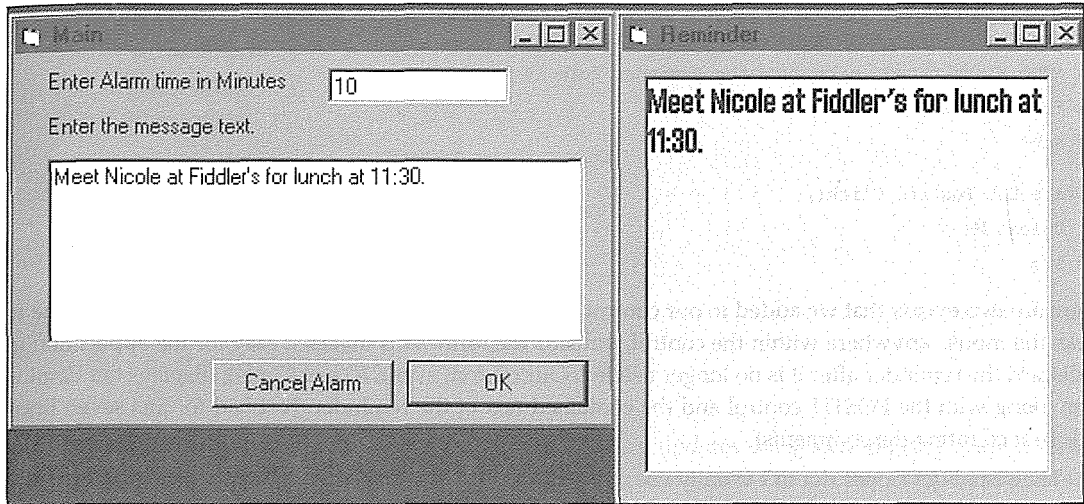 Main
Enter Alarm time in Minutes
10
Enter the message text.
Meet Nicole at Fiddler's for lunch at 11:30.
Cancel Alarm
OK
Reminder
Meet Nicole at Fiddler's for lunch at
11:30.